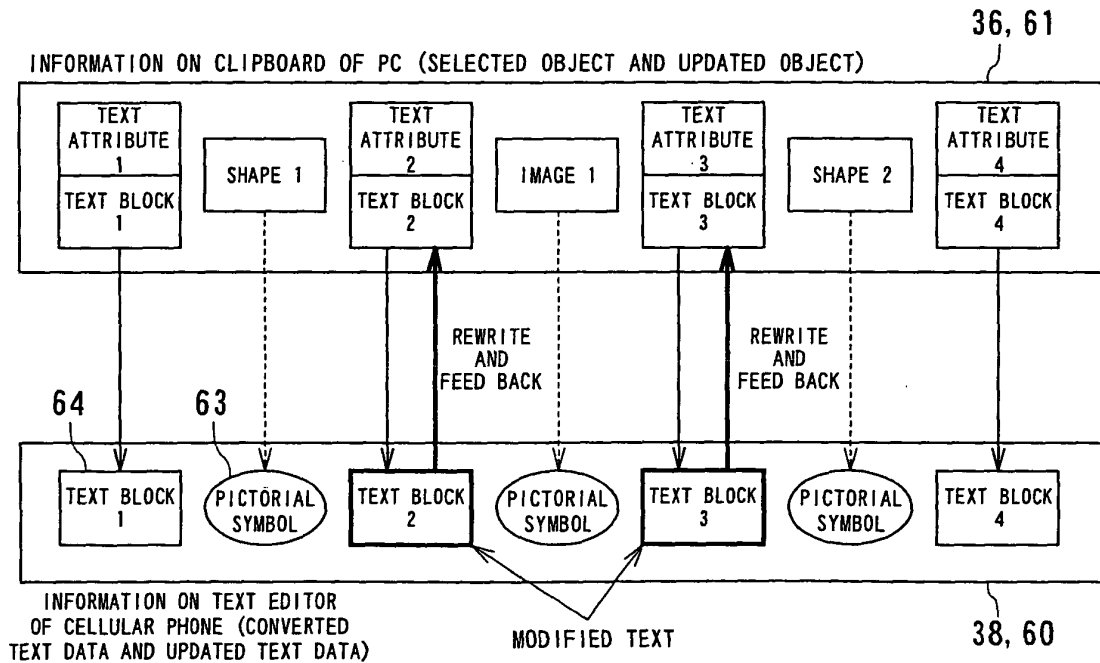 36, 61
INFORMATION ON CLIPBOARD OF PC (SELECTED OBJECT AND UPDATED OBJECT)
TEXT
ATTRIBUTE
1
TEXT BLOCK
1
SHAPE 1
TEXT
ATTRIBUTE
2
TEXT BLOCK
2
IMAGE 1
TEXT
ATTRIBUTE
3
TEXT BLOCK
3
SHAPE 2
TEXT
ATTRIBUTE
4
TEXT BLOCK
4
REWRITE
AND
FEED BACK
REWRITE
AND
FEED BACK
64
63
TEXT BLOCK
1
PICTORIAL
SYMBOL
TEXT BLOCK
2
PICTORIAL
SYMBOL
TEXT BLOCK
3
PICTORIAL
SYMBOL
TEXT BLOCK
4
INFORMATION ON TEXT EDITOR
OF CELLULAR PHONE (CONVERTED
TEXT DATA AND UPDATED TEXT DATA)
MODIFIED TEXT
38, 60